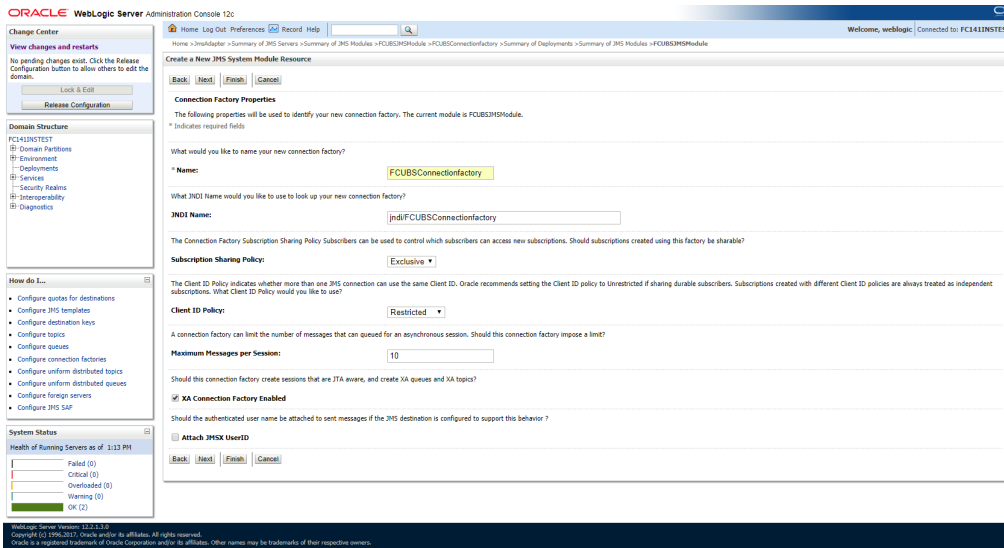 ORACLE WebLogic Server Administration Console 12c
Change Center
View changes and restarts
No pending changes exist. Click the Release
Configuration button to allow others to edit the
domain.
Lock & Edit
Release Configuration
Domain Structure
FC141INSTEST
Domain Partitions
Environment
Deployments
Services
Security Realms
Interoperability
Diagnostics
How do I...
Configure quotas for destinations
Configure JMS templates
Configure destination keys
Configure topics
Configure queues
Configure connection factories
Configure uniform distributed topics
Configure uniform distributed queues
Configure foreign servers
Configure JMS SAF
System Status
Health of Running Servers as of 1:13 PM
Failed (0)
Critical (0)
Overloaded (0)
Warning (0)
OK (2)
Home Log Out Preferences Record Help
Welcome, weblogic Connected to: FC141INSTES
Home >JmsAdapter >Summary of JMS Servers >Summary of JMS Modules >FCUBSJMSModule >FCUBSConnectionfactory >Summary of Deployments >Summary of JMS Modules >FCUBSJMSModule
Create a New JMS System Module Resource
Back Next Finish Cancel
Connection Factory Properties
The following properties will be used to identify your new connection factory. The current module is FCUBSJMSModule.
* Indicates required fields
What would you like to name your new connection factory?
* Name: FCUBSConnectionfactory
What JNDI Name would you like to use to look up your new connection factory?
JNDI Name: jndi/FCUBSConnectionfactory
The Connection Factory Subscription Sharing Policy Subscribers can be used to control which subscribers can access new subscriptions. Should subscriptions created using this factory be sharable?
Subscription Sharing Policy: Exclusive
The Client ID Policy indicates whether more than one JMS connection can use the same Client ID. Oracle recommends setting the Client ID policy to Unrestricted if sharing durable subscribers. Subscriptions created with different Client ID policies are always treated as independent
subscriptions. What Client ID Policy would you like to use?
Client ID Policy: Restricted
A connection factory can limit the number of messages that can queued for an asynchronous session. Should this connection factory impose a limit?
Maximum Messages per Session: 10
Should this connection factory create sessions that are JTA aware, and create XA queues and XA topics?
XA Connection Factory Enabled
Should the authenticated user name be attached to sent messages if the JMS destination is configured to support this behavior ?
Attach JMSX UserID
Back Next Finish Cancel
WebLogic Server Version: 12.2.1.3.0
Copyright (c) 1996,2017, Oracle and/or its affiliates. All rights reserved.
Oracle is a registered trademark of Oracle Corporation and/or its affiliates. Other names may be trademarks of their respective owners.